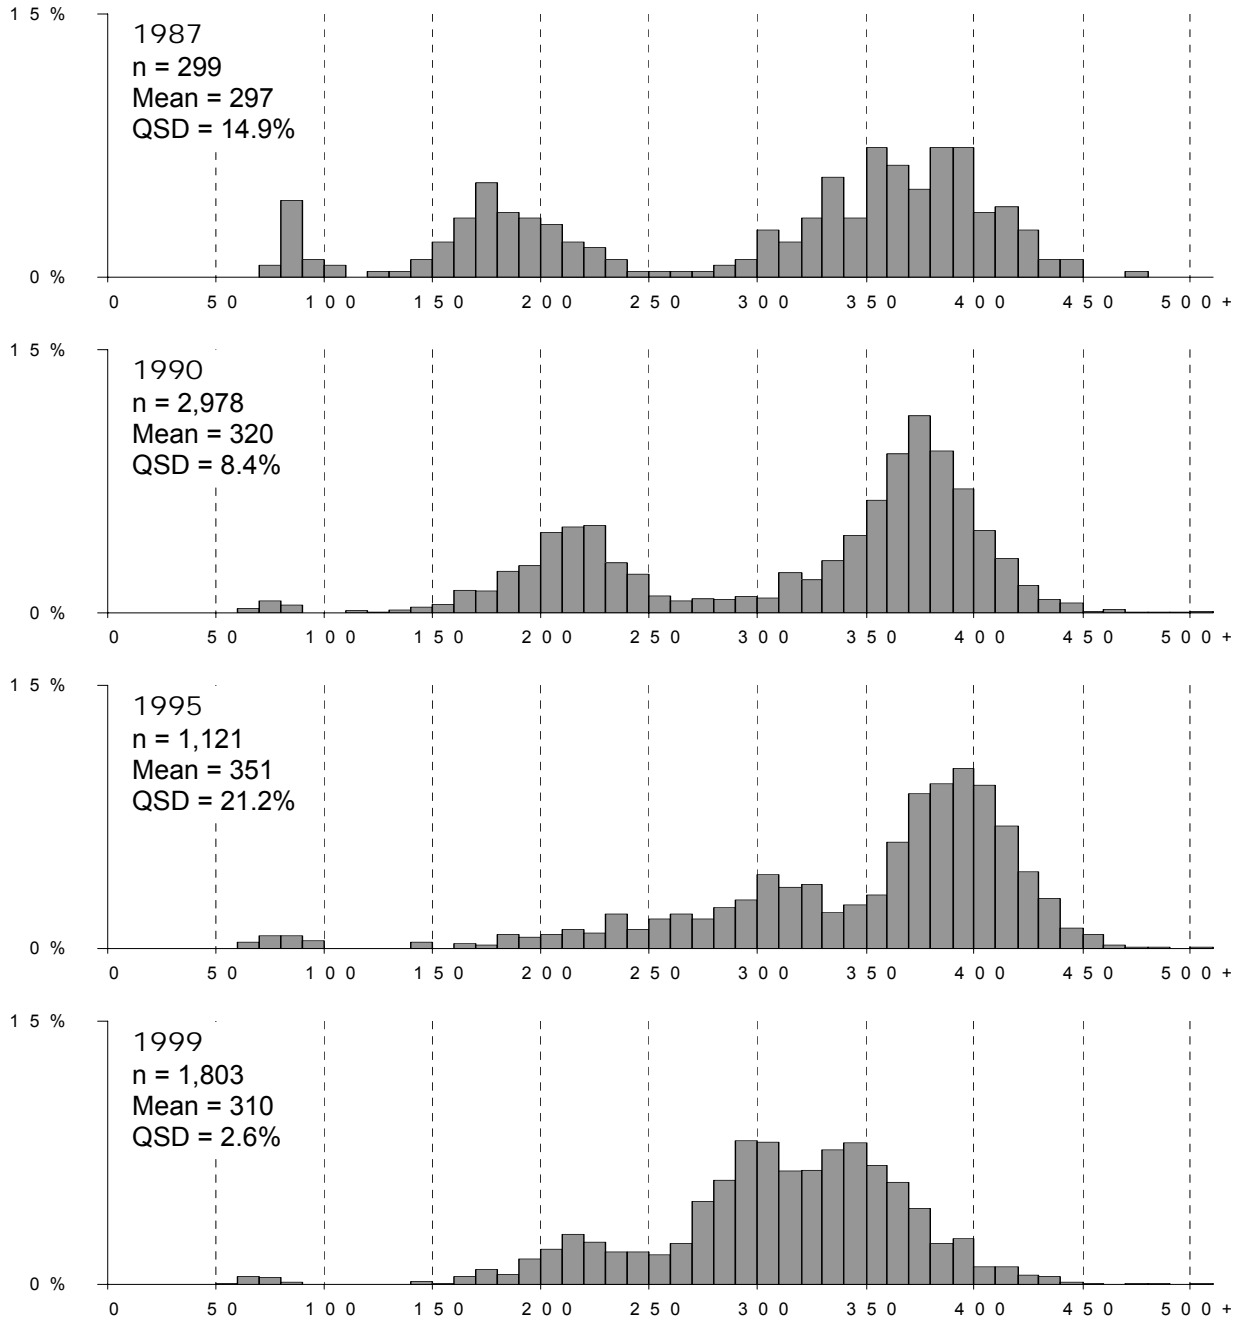 15%
1987
n = 299
Mean = 297
QSD = 14.9%
0%
0 50 100 150 200 250 300 350 400 450 500+
15%
1990
n = 2,978
Mean = 320
QSD = 8.4%
0%
0 50 100 150 200 250 300 350 400 450 500+
15%
1995
n = 1,121
Mean = 351
QSD = 21.2%
0%
0 50 100 150 200 250 300 350 400 450 500+
15%
1999
n = 1,803
Mean = 310
QSD = 2.6%
0%
0 50 100 150 200 250 300 350 400 450 500+